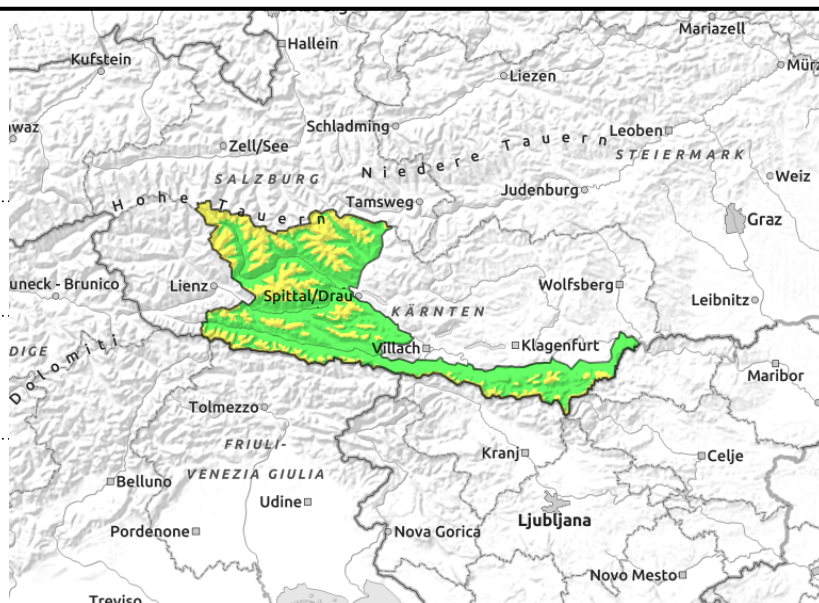 Hallein
Mariazell
Kufstein
Liezen
Mürz
waz
Schladming
Leoben
Zell/See
Niedere Tauern
STEIERMARK
SALZBURG
Weiz
Hohe Tauern
Tamsweg
Judenburg
Graz
uneck - Brunico
Lienz
Spittal/Drau
Wolfsberg
KÄRNTEN
Leibnitz
DIGE
Villach
Klagenfurt
Dolomiti
Maribor
Tolmezzo
FRIULI-
VENEZIA GIULIA
Kranj
Celje
Belluno
Udine
Ljubljana
Pordenone
Nova Gorica
Novo Mesto
Treviso